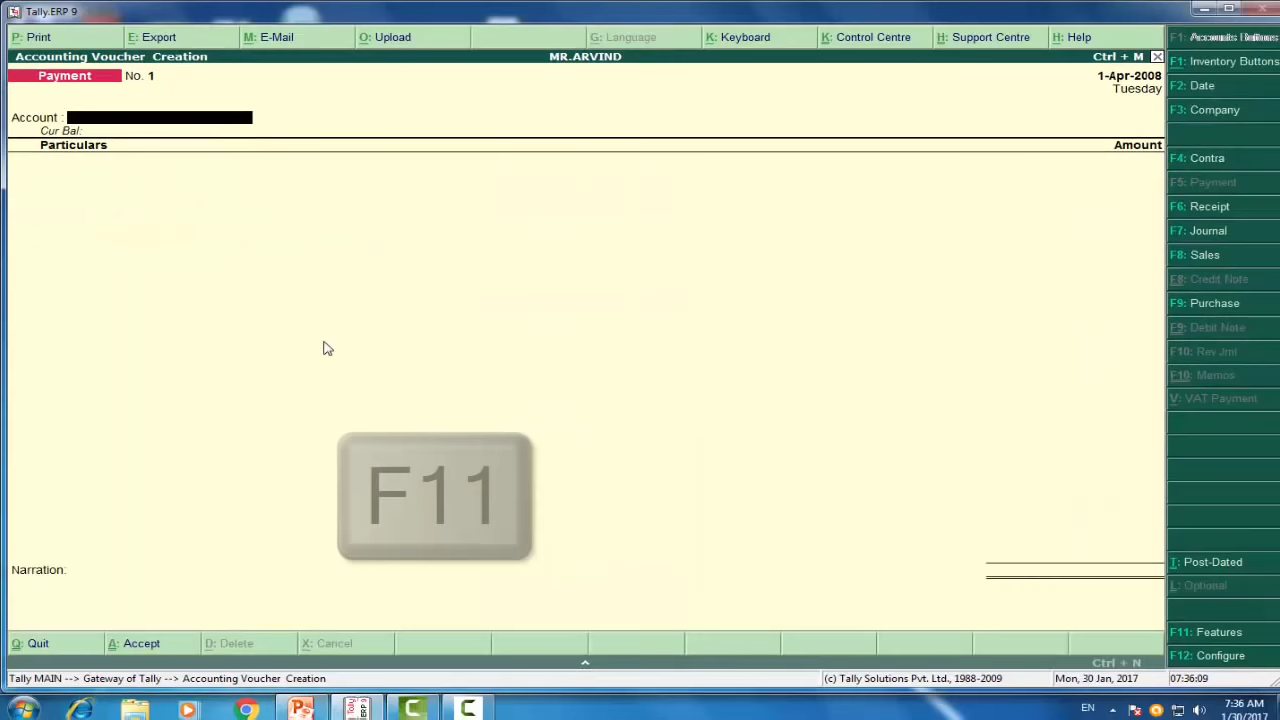 Tally.ERP 9
P: Print E: Export M: E-Mail O: Upload G: Language K: Keyboard K: Control Centre H: Support Centre H: Help
Accounting Voucher Creation MR.ARVIND Ctrl + M
Payment No. 1 1-Apr-2008
Tuesday
Account :
Cur Bal:
Particulars Amount
F11
Narration:
F1: Accounts Buttons
F1: Inventory Buttons
F2: Date
F3: Company
F4: Contra
F5: Payment
F6: Receipt
F7: Journal
F8: Sales
F8: Credit Note
F9: Purchase
F9: Debit Note
F10: Rev Jrnl
F10: Memos
V: VAT Payment
T: Post-Dated
L: Optional
F11: Features
F12: Configure
Q: Quit A: Accept D: Delete X: Cancel
Ctrl + N
Tally MAIN --> Gateway of Tally --> Accounting Voucher Creation (c) Tally Solutions Pvt. Ltd., 1988-2009 Mon, 30 Jan, 2017 07:36:09
EN 7:36 AM
1/30/2017